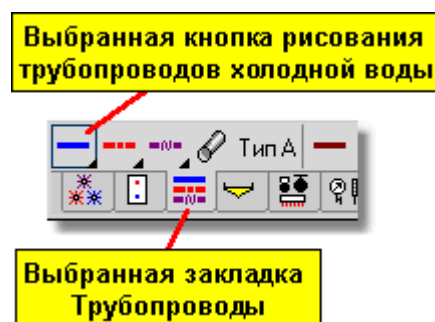 Выбранная кнопка рисования
трубопроводов холодной воды
Тип А
Выбранная закладка
Трубопроводы